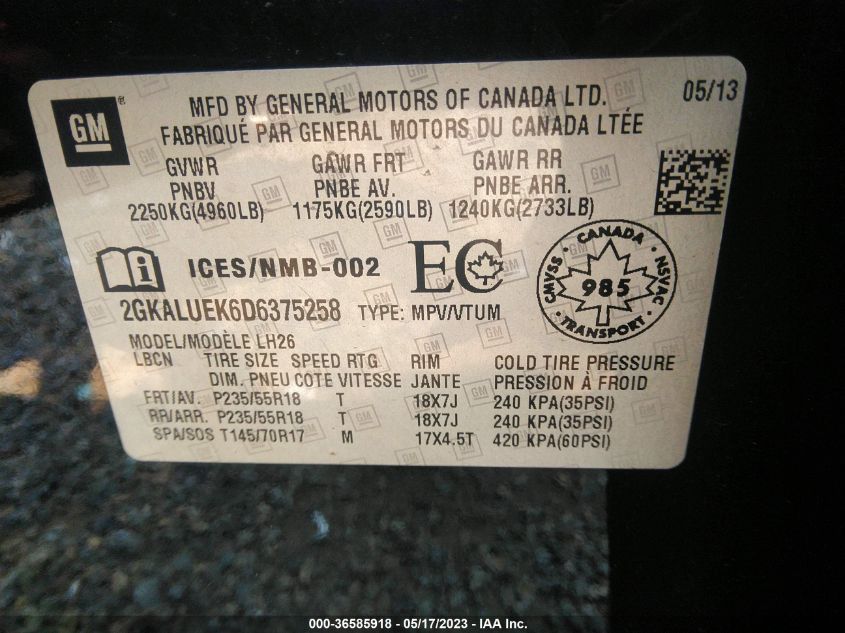 GM
MFD BY GENERAL MOTORS OF CANADA LTD. 05/13
FABRIQUÉ PAR GENERAL MOTORS DU CANADA LTÉE
GVWR GAWR FRT GAWR RR
PNBV PNBE AV. PNBE ARR.
2250KG(4960LB) 1175KG(2590LB) 1240KG(2733LB)
ICES/NMB-002 EC
CANADA
CMVSS 985 NSVAC
TRANSPORT
2GKALUEK6D6375258 TYPE: MPV/VTUM
MODEL/MODÈLE LH26
LBCN TIRE SIZE SPEED RTG RIM COLD TIRE PRESSURE
DIM. PNEU COTE VITESSE JANTE PRESSION À FROID
FRT/AV. P235/55R18 T 18X7J 240 KPA(35PSI)
RR/ARR. P235/55R18 T 18X7J 240 KPA(35PSI)
SPA/SOS T145/70R17 M 17X4.5T 420 KPA(60PSI)
000-36585918 - 05/17/2023 - IAA Inc.